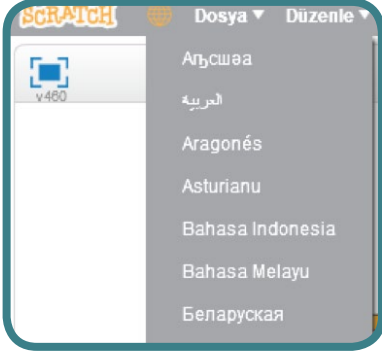 SCRATCH Dosya ▼ Düzenle ▼
v460
Аҧсшәа
العربية
Aragonés
Asturianu
Bahasa Indonesia
Bahasa Melayu
Беларуская